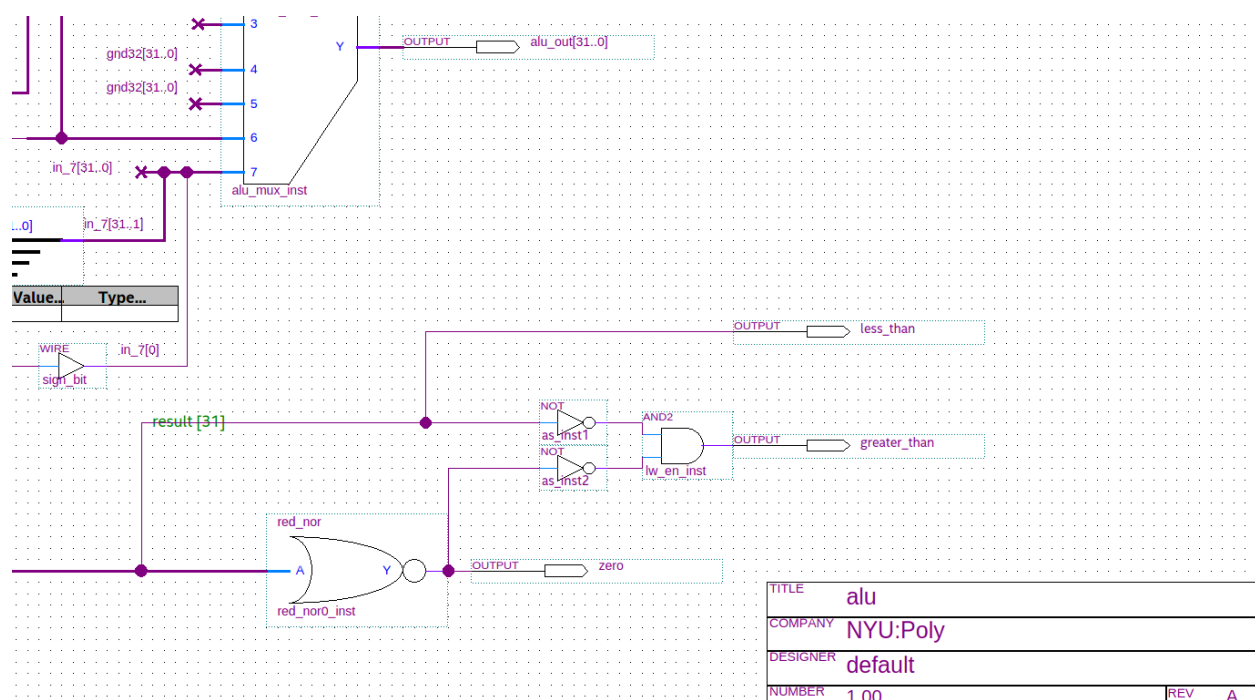 3
Y
OUTPUT
alu_out[31..0]
gnd32[31..0]
4
gnd32[31..0]
5
6
in_7[31..0]
7
alu_mux_inst
..0]
in_7[31..1]
Value...
Type...
OUTPUT
less_than
WIRE
in_7[0]
sign_bit
result [31]
NOT
as_inst1
AND2
OUTPUT
greater_than
NOT
as_inst2
lw_en_inst
red_nor
A
Y
OUTPUT
zero
red_nor0_inst
TITLE
alu
COMPANY
NYU:Poly
DESIGNER
default
NUMBER
1.00
REV
A